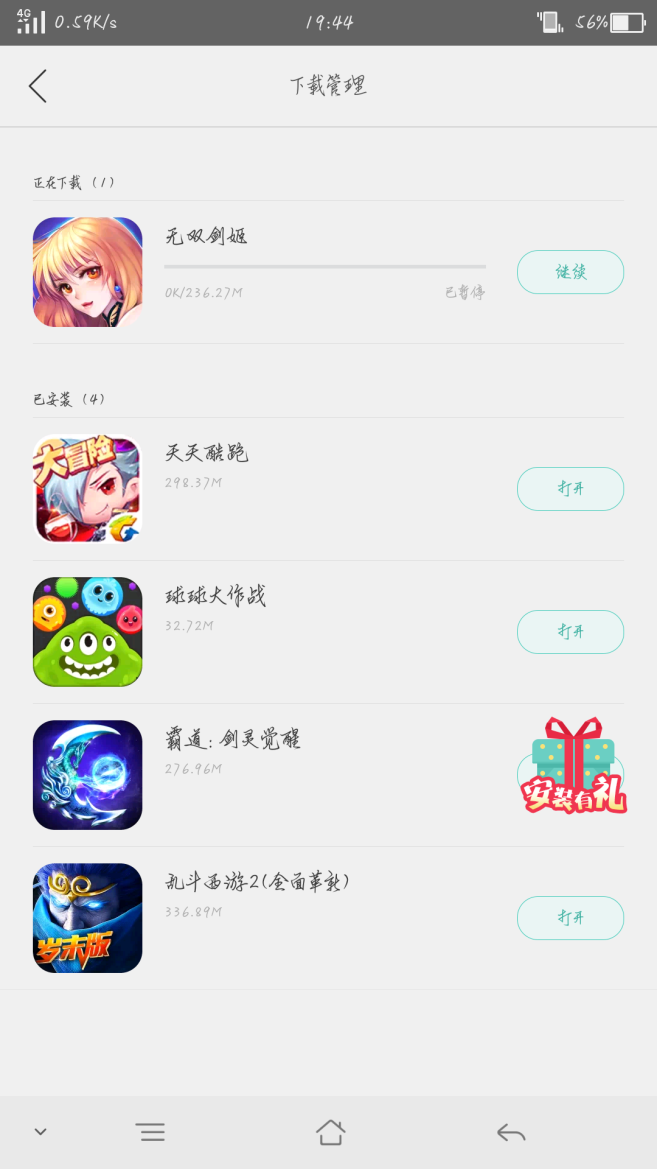 4G 0.59K/s 19:44 56%
下载管理
正在下载（1）
无双剑姬
0K/236.27M 已暂停
继续
已安装（4）
大冒险
天天酷跑
298.37M
打开
球球大作战
32.72M
打开
霸道：剑灵觉醒
276.96M
安装有礼
乱斗西游2(全面革新)
336.89M
打开
岁末版